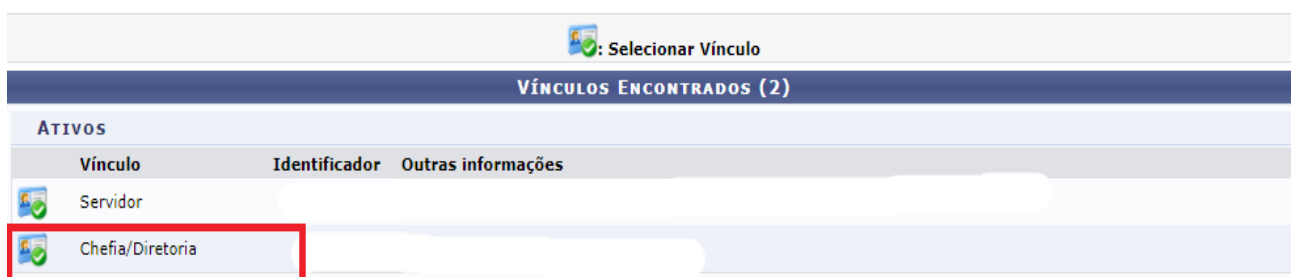 : Selecionar Vínculo
VÍNCULOS ENCONTRADOS (2)
ATIVOS
Vínculo Identificador Outras informações
Servidor
Chefia/Diretoria